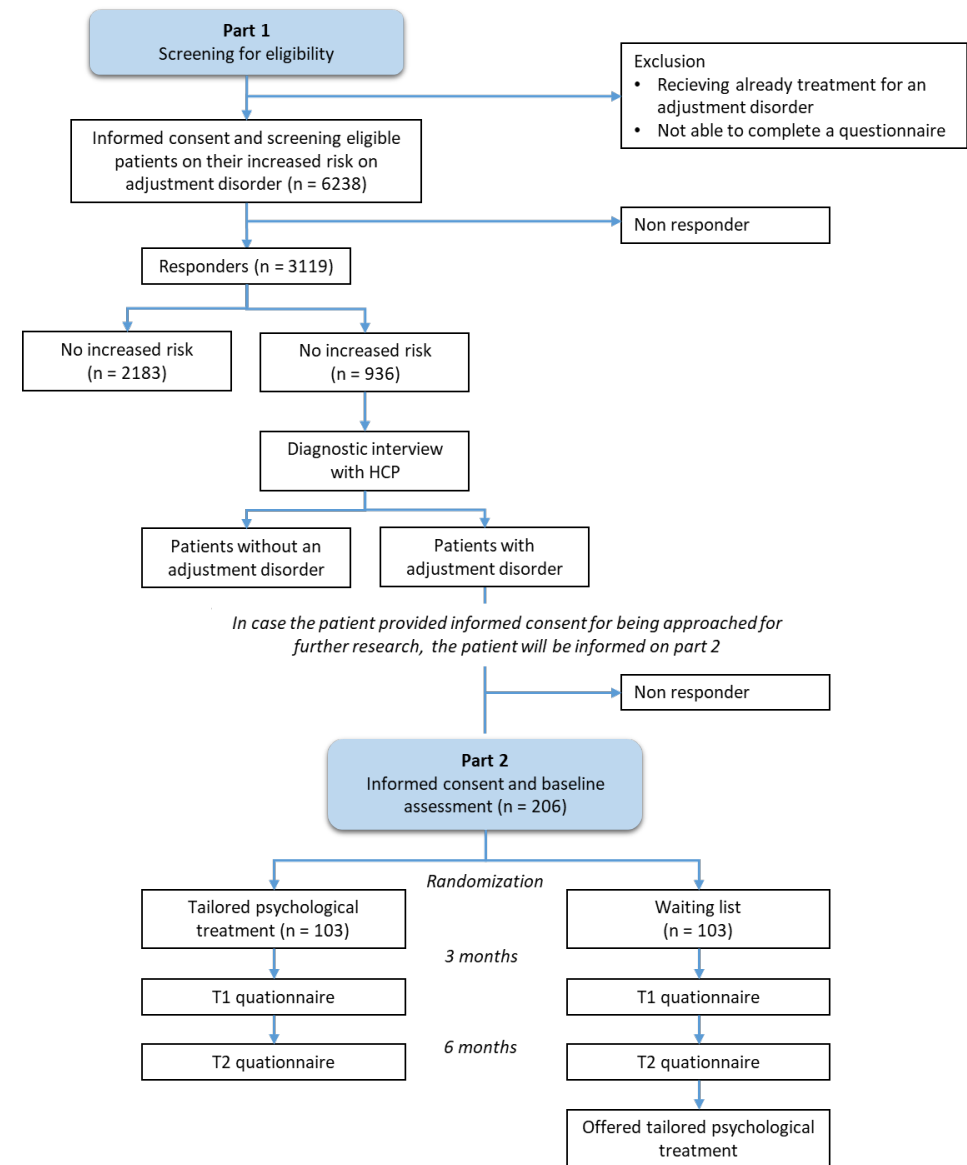 Part 1
Screening for eligibility
Exclusion
• Recieving already treatment for an
adjustment disorder
• Not able to complete a questionnaire
Informed consent and screening eligible
patients on their increased risk on
adjustment disorder (n = 6238)
Non responder
Responders (n = 3119)
No increased risk
(n = 2183)
No increased risk
(n = 936)
Diagnostic interview
with HCP
Patients without an
adjustment disorder
Patients with
adjustment disorder
In case the patient provided informed consent for being approached for
further research, the patient will be informed on part 2
Non responder
Part 2
Informed consent and baseline
assessment (n = 206)
Randomization
Tailored psychological
treatment (n = 103)
Waiting list
(n = 103)
3 months
T1 quationnaire
T1 quationnaire
6 months
T2 quationnaire
T2 quationnaire
Offered tailored psychological
treatment